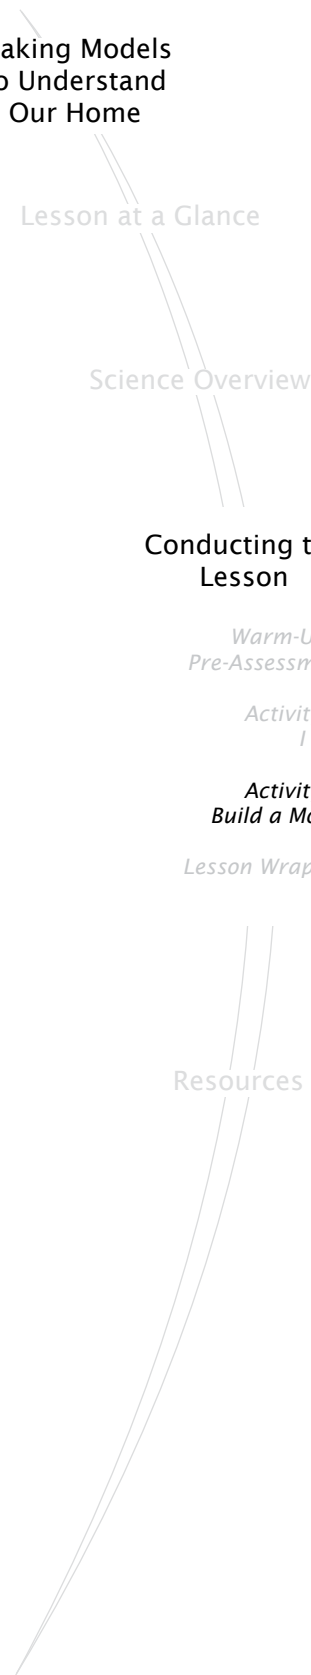 aking Models
o Understand
Our Home
Lesson at a Glance
Science Overview
Conducting t
Lesson
Warm-U
Pre-Assessm
Activit
I
Activit
Build a Mo
Lesson Wrap
Resources